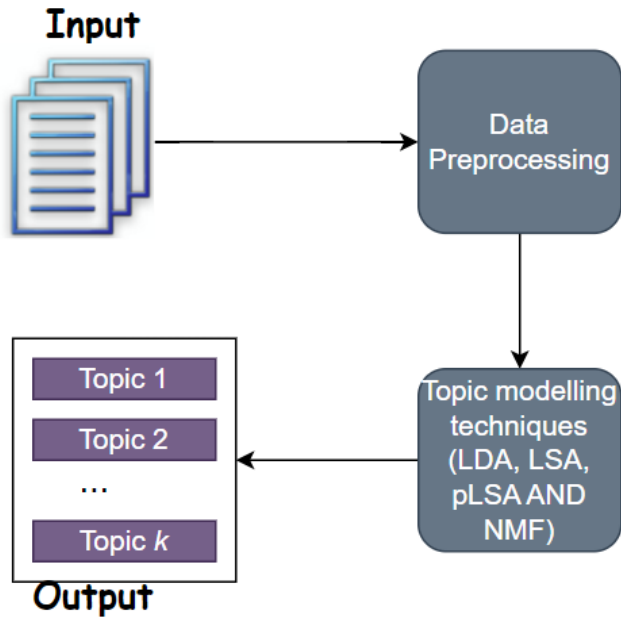 Input
Data
Preprocessing
Topic modelling
techniques
(LDA, LSA,
pLSA AND
NMF)
Topic 1
Topic 2
...
Topic k
Output